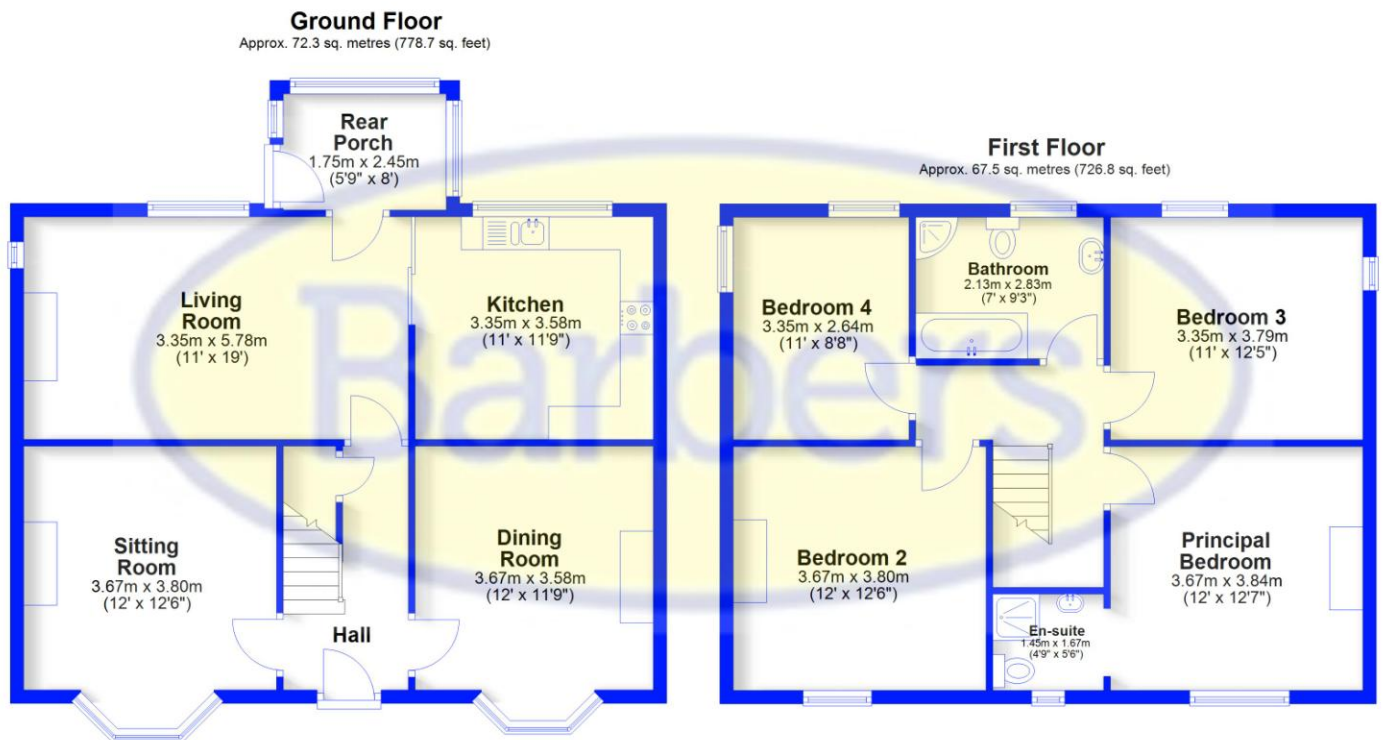 Ground Floor
Approx. 72.3 sq. metres (778.7 sq. feet)
Rear
Porch
1.75m x 2.45m
(5'9" x 8')
Living
Room
3.35m x 5.78m
(11' x 19')
Kitchen
3.35m x 3.58m
(11' x 11'9")
Sitting
Room
3.67m x 3.80m
(12' x 12'6")
Hall
Dining
Room
3.67m x 3.58m
(12' x 11'9")
First Floor
Approx. 67.5 sq. metres (726.8 sq. feet)
Bedroom 4
3.35m x 2.64m
(11' x 8'8")
Bathroom
2.13m x 2.83m
(7' x 9'3")
Bedroom 3
3.35m x 3.79m
(11' x 12'5")
Bedroom 2
3.67m x 3.80m
(12' x 12'6")
En-suite
1.45m x 1.67m
(4'9" x 5'6")
Principal
Bedroom
3.67m x 3.84m
(12' x 12'7")
Barbers